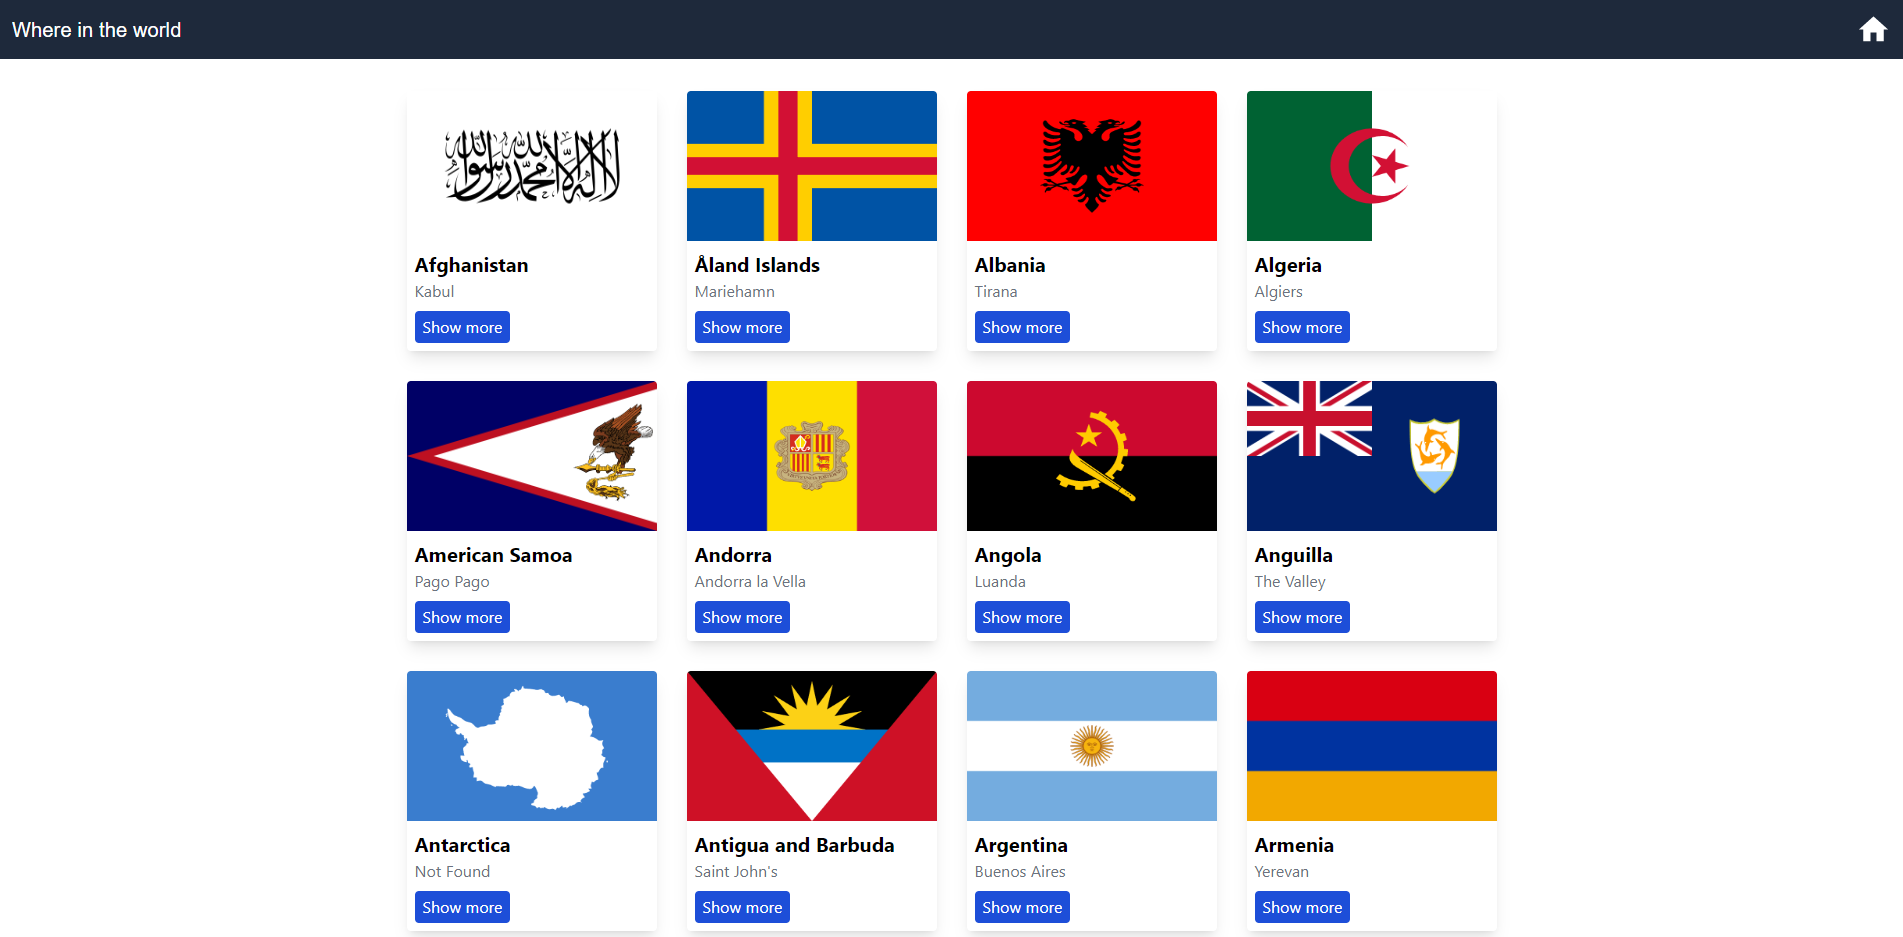 Where in the world
لا إله إلا الله محمد رسول الله
Afghanistan
Kabul
Show more
Åland Islands
Mariehamn
Show more
Albania
Tirana
Show more
Algeria
Algiers
Show more
American Samoa
Pago Pago
Show more
Andorra
Andorra la Vella
Show more
Angola
Luanda
Show more
Anguilla
The Valley
Show more
Antarctica
Not Found
Show more
Antigua and Barbuda
Saint John's
Show more
Argentina
Buenos Aires
Show more
Armenia
Yerevan
Show more